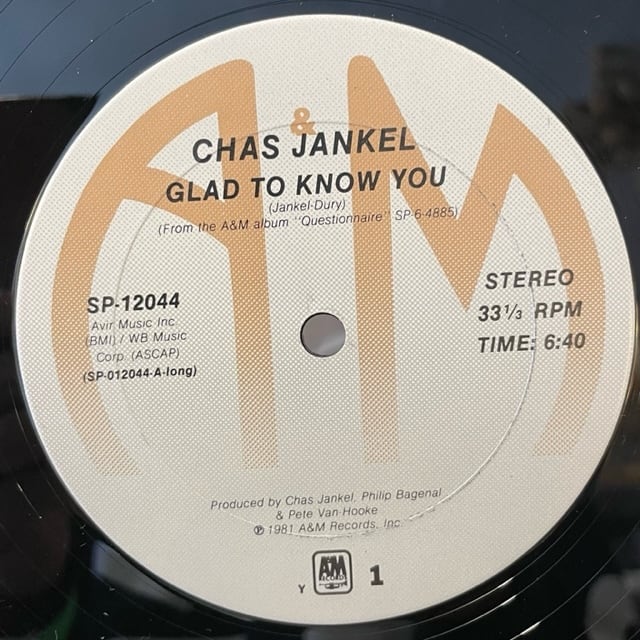 A&M
CHAS JANKEL
GLAD TO KNOW YOU
(Jankel-Dury)
(From the A&M album "Questionnaire" SP-6-4885)
SP-12044
Avir Music Inc.
(BMI) / WB Music
Corp. (ASCAP)
(SP-012044-A-long)
STEREO
33⅓ RPM
TIME: 6:40
Produced by Chas Jankel, Philip Bagenal
& Pete Van-Hooke
℗ 1981 A&M Records, Inc.
Y
A&M
RECORDS
1